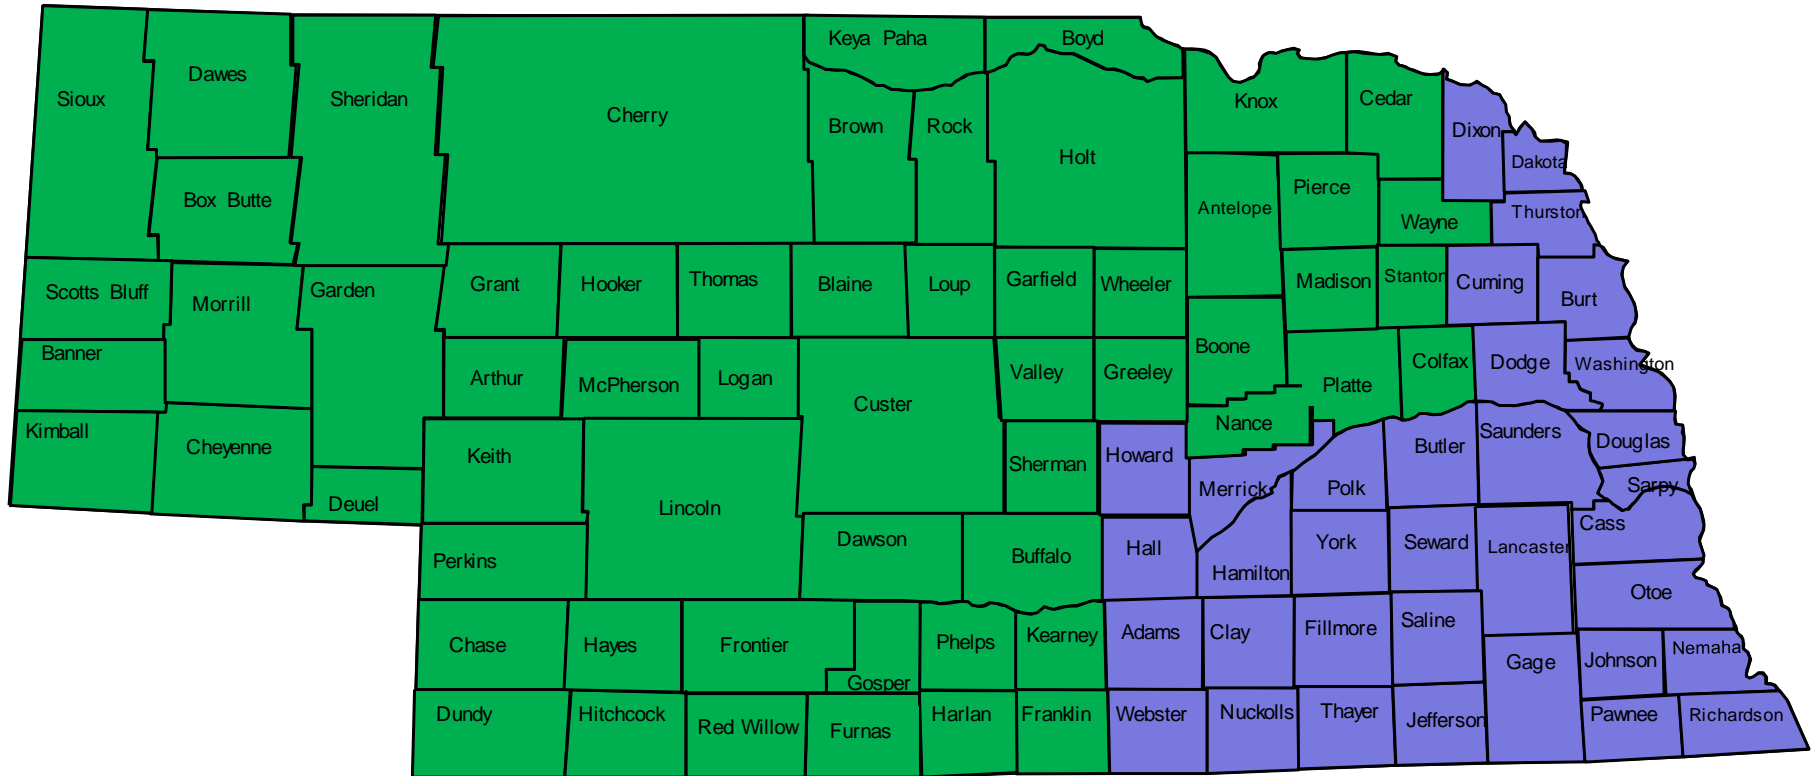 Keya Paha
Boyd
Dawes
Sioux
Sheridan
Cherry
Brown
Rock
Holt
Knox
Cedar
Dixon
Dakota
Box Butte
Antelope
Pierce
Wayne
Thurston
Scotts Bluff
Morrill
Garden
Grant
Hooker
Thomas
Blaine
Loup
Garfield
Wheeler
Madison
Stanton
Cuming
Burt
Banner
Arthur
McPherson
Logan
Custer
Valley
Greeley
Boone
Platte
Colfax
Dodge
Washington
Kimball
Cheyenne
Keith
Nance
Butler
Saunders
Douglas
Deuel
Lincoln
Sherman
Howard
Merrick
Polk
Sarpy
Perkins
Dawson
Buffalo
Hall
Hamilton
York
Seward
Lancaster
Cass
Otoe
Chase
Hayes
Frontier
Gosper
Phelps
Kearney
Adams
Clay
Fillmore
Saline
Gage
Johnson
Nemaha
Dundy
Hitchcock
Red Willow
Furnas
Harlan
Franklin
Webster
Nuckolls
Thayer
Jefferson
Pawnee
Richardson